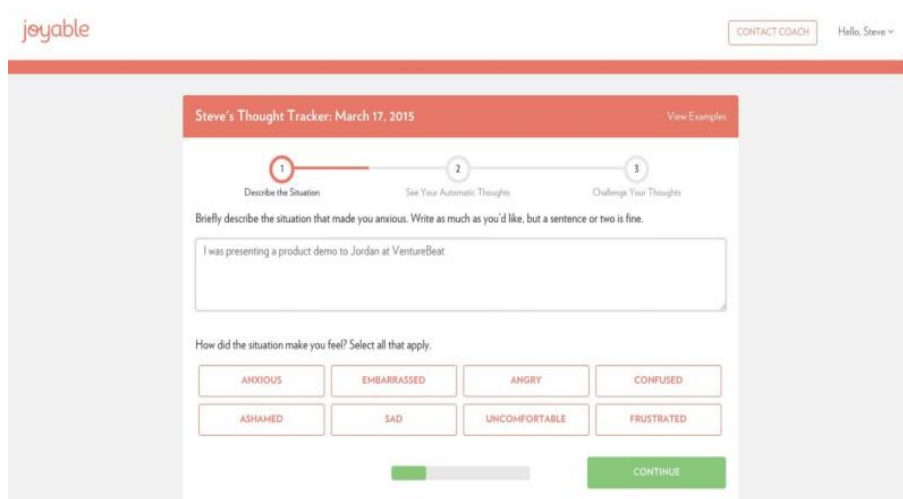 joyable
CONTACT COACH
Hello, Steve
Steve's Thought Tracker: March 17, 2015
View Examples
1
2
3
Describe the Situation
See Your Automatic Thoughts
Challenge Your Thoughts
Briefly describe the situation that made you anxious. Write as much as you'd like, but a sentence or two is fine.
I was presenting a product demo to Jordan at VentureBeat
How did the situation make you feel? Select all that apply.
ANXIOUS
EMBARRASSED
ANGRY
CONFUSED
ASHAMED
SAD
UNCOMFORTABLE
FRUSTRATED
CONTINUE